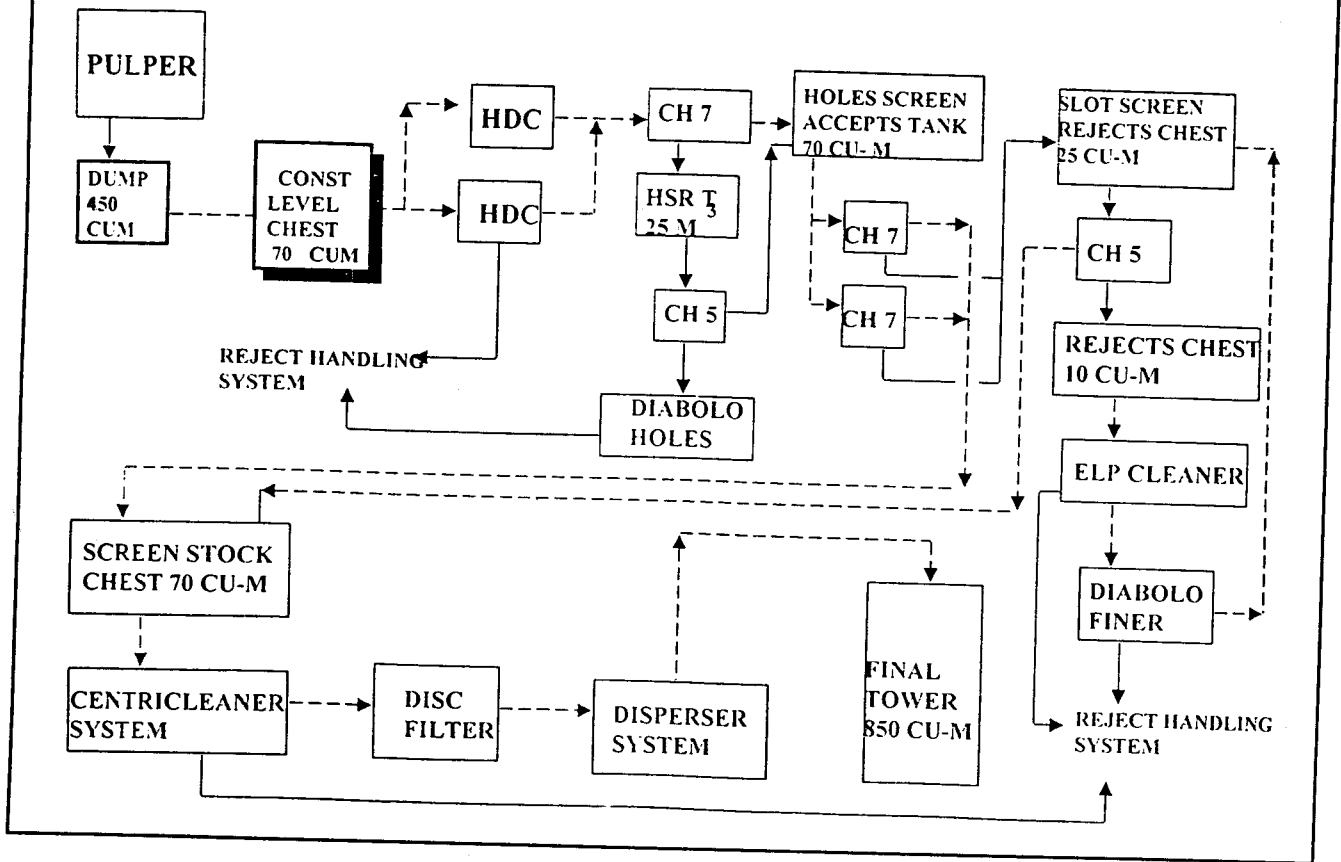 PULPER
DUMP
450
CUM
CONST
LEVEL
CHEST
70 CUM
HDC
HDC
CH 7
HSR T
25 M3
CH 5
DIABOLO
HOLES
REJECT HANDLING
SYSTEM
HOLES SCREEN
ACCEPTS TANK
70 CU- M
CH 7
CH 7
SLOT SCREEN
REJECTS CHEST
25 CU-M
CH 5
REJECTS CHEST
10 CU-M
ELP CLEANER
DIABOLO
FINER
REJECT HANDLING
SYSTEM
SCREEN STOCK
CHEST 70 CU-M
CENTRICLEANER
SYSTEM
DISC
FILTER
DISPERSER
SYSTEM
FINAL
TOWER
850 CU-M